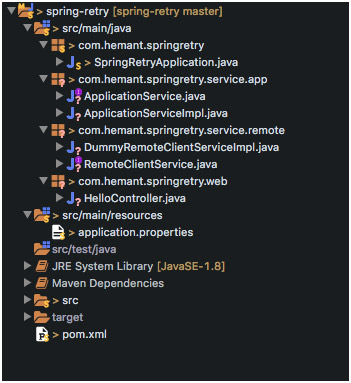 > spring-retry [spring-retry master]
> src/main/java
> com.hemant.springretry
> SpringRetryApplication.java
> com.hemant.springretry.service.app
ApplicationService.java
ApplicationServiceImpl.java
> com.hemant.springretry.service.remote
DummyRemoteClientServiceImpl.java
RemoteClientService.java
> com.hemant.springretry.web
HelloController.java
> src/main/resources
> application.properties
src/test/java
JRE System Library [JavaSE-1.8]
Maven Dependencies
> src
target
> pom.xml